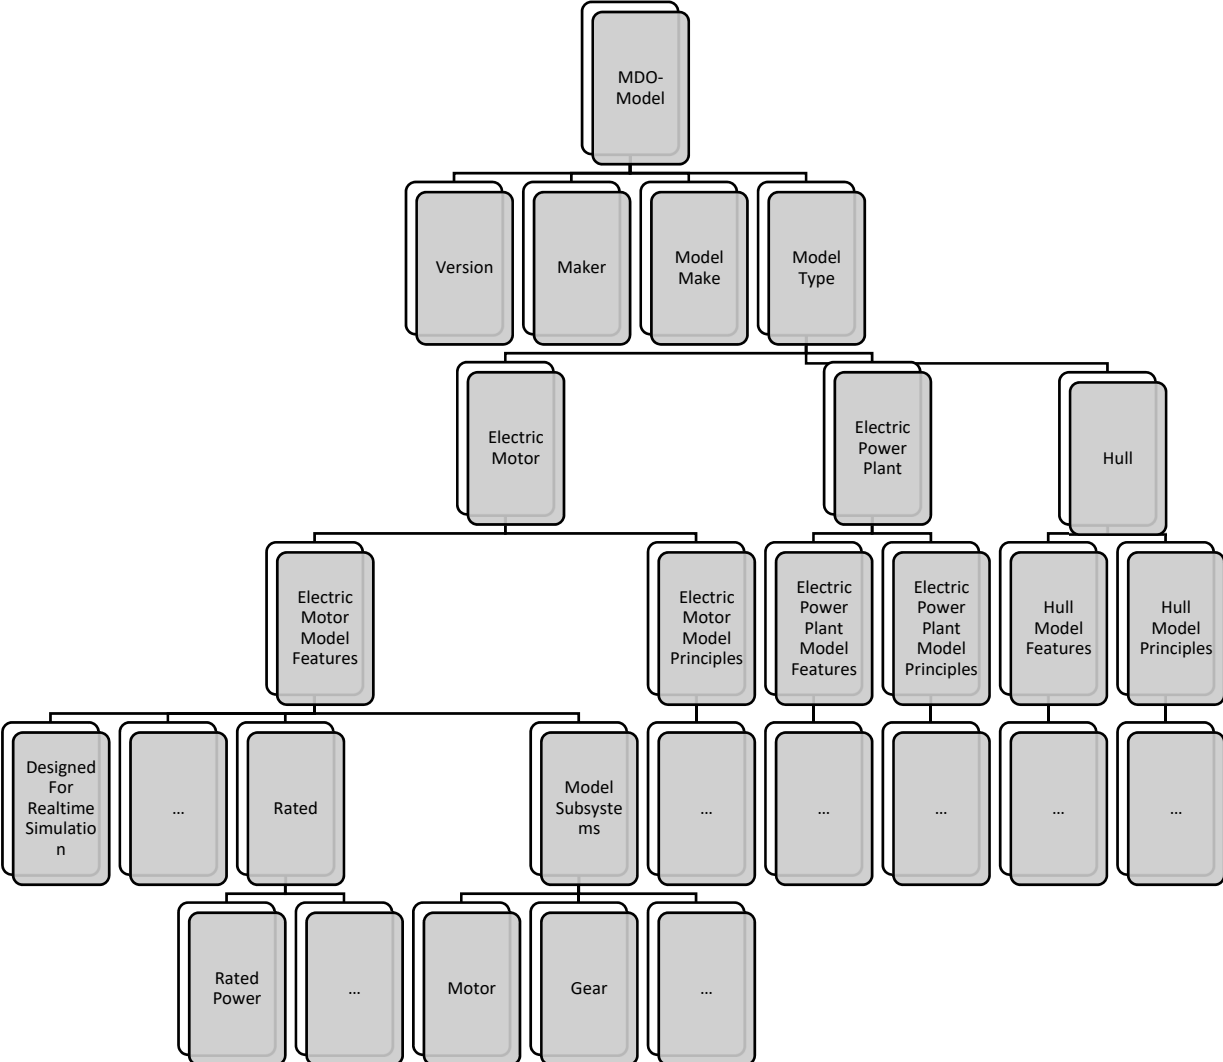 MDO-
Model
Version
Maker
Model
Make
Model
Type
Electric
Motor
Electric
Power
Plant
Hull
Electric
Motor
Model
Features
Electric
Motor
Model
Principles
Electric
Power
Plant
Model
Features
Electric
Power
Plant
Model
Principles
Hull
Model
Features
Hull
Model
Principles
Designed
For
Realtime
Simulatio
n
...
Rated
Model
Subsyste
ms
...
...
...
...
...
Rated
Power
...
Motor
Gear
...